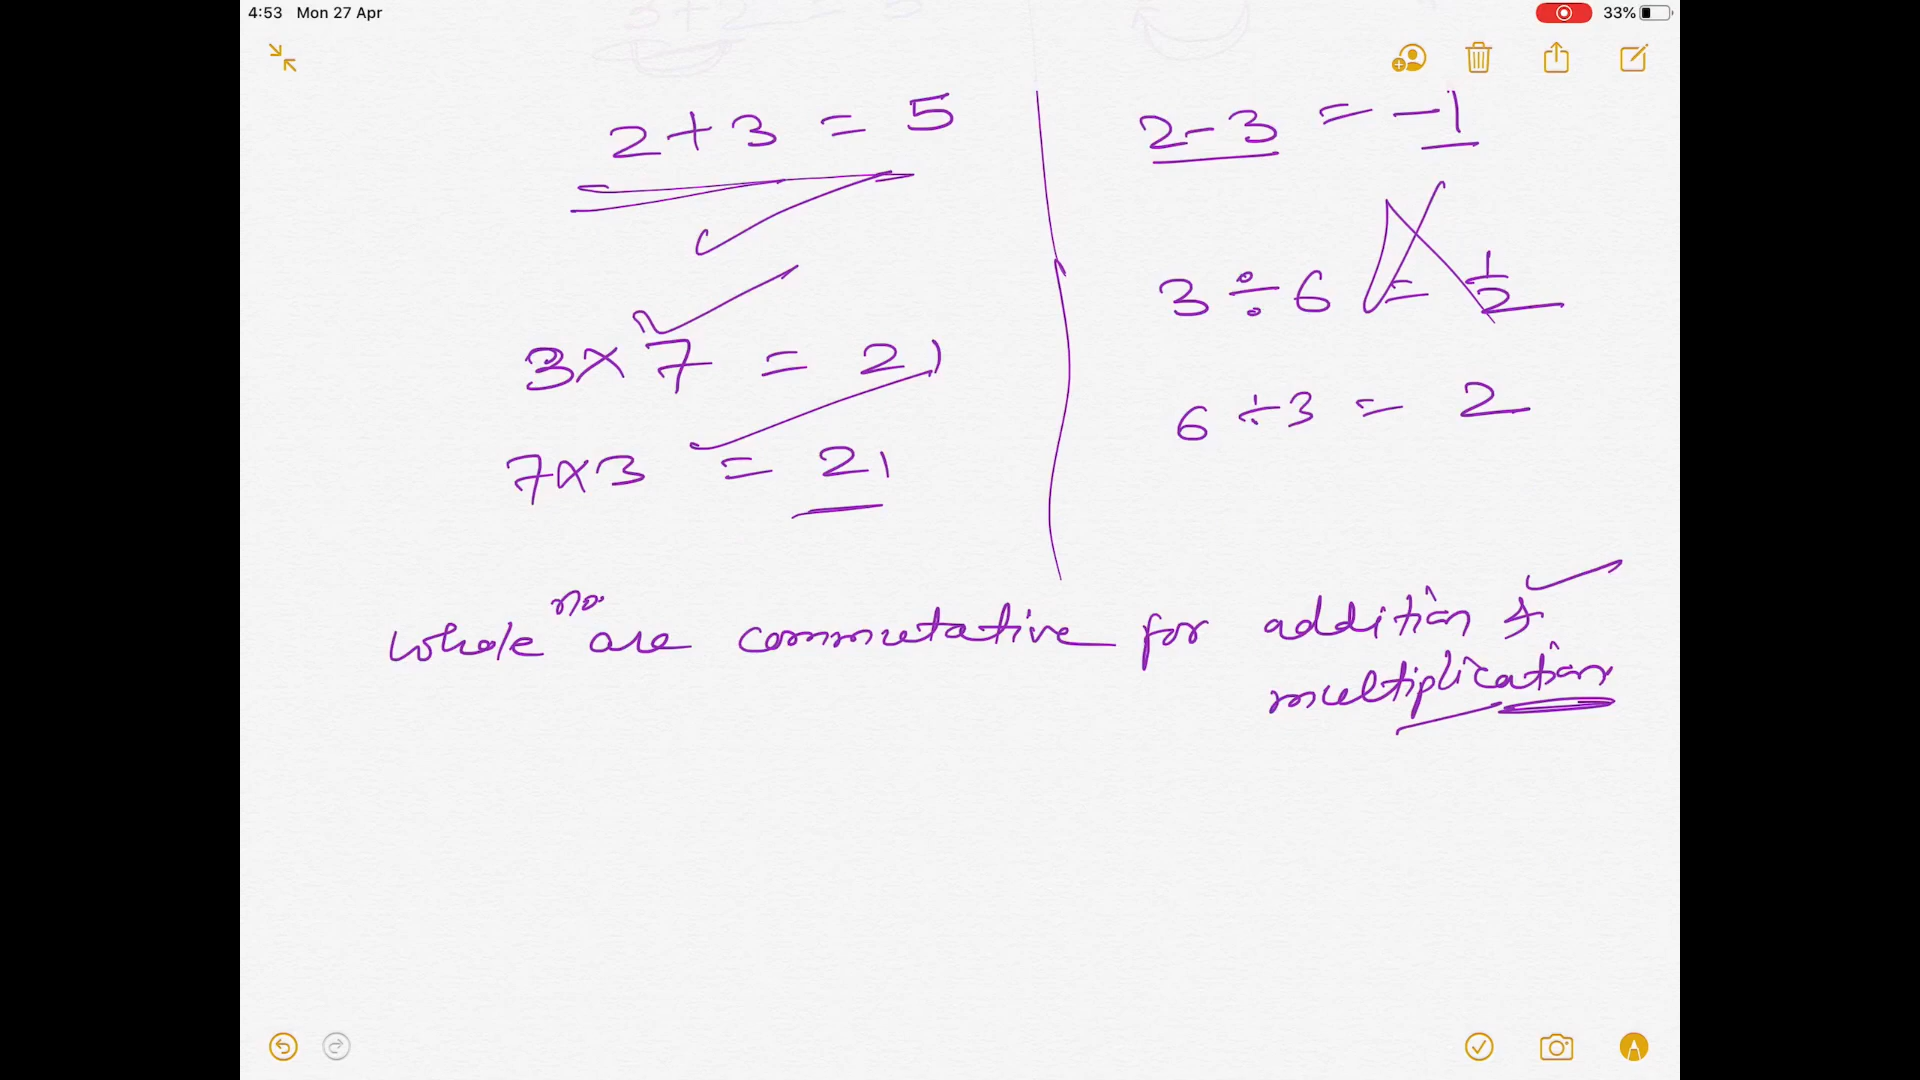 4:53 Mon 27 Apr
33%
2+3 = 5
3×7 = 21
7×3 = 21
2-3 = -1
3÷6 = 1/2
6÷3 = 2
whole no. are commutative for addition &
multiplication